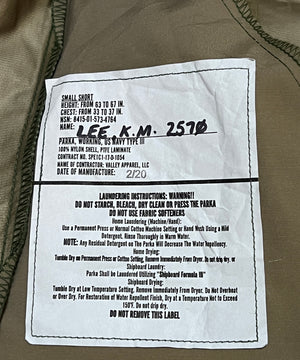 SMALL SHORT
HEIGHT: FROM 63 TO 67 IN.
CHEST: FROM 33 TO 37 IN.
NSN: 8415-01-573-4764
NAME: LEE, K.M. 2570
PARKA, WORKING, US NAVY TYPE III
100% NYLON SHELL, PTFE LAMINATE
CONTRACT NO. SPE1C1-17-D-1054
NAME OF CONTRACTOR: VALLEY APPAREL, LLC
DATE OF MANUFACTURE: 2/20
LAUNDERING INSTRUCTIONS: WARNING!!
DO NOT STARCH, BLEACH, DRY CLEAN OR PRESS THE PARKA
DO NOT USE FABRIC SOFTENERS
Home Laundering (Machine/Hand):
Use a Permanent Press or Normal Cotton Machine Setting or Hand Wash Using a Mild
Detergent, Rinse Thoroughly in Warm Water.
NOTE: Any Residual Detergent on the Parka Will Decrease The Water Repellency.
Home Drying:
Tumble Dry on Permanent Press or Cotton Setting, Remove Immediately From Dryer. Do not drip dry.
Shipboard Laundry:
Parka Shall be Laundered Utilizing "Shipboard Formula III"
Shipboard Drying:
Tumble Dry at Low Temperature Setting, Remove Immediately From Dryer. Do not Overheat
or Over Dry. For Restoration of Water Repellent Finish, Dry at a Temperature Not to Exceed
150°F. Do not drip dry.
DO NOT REMOVE THIS LABEL